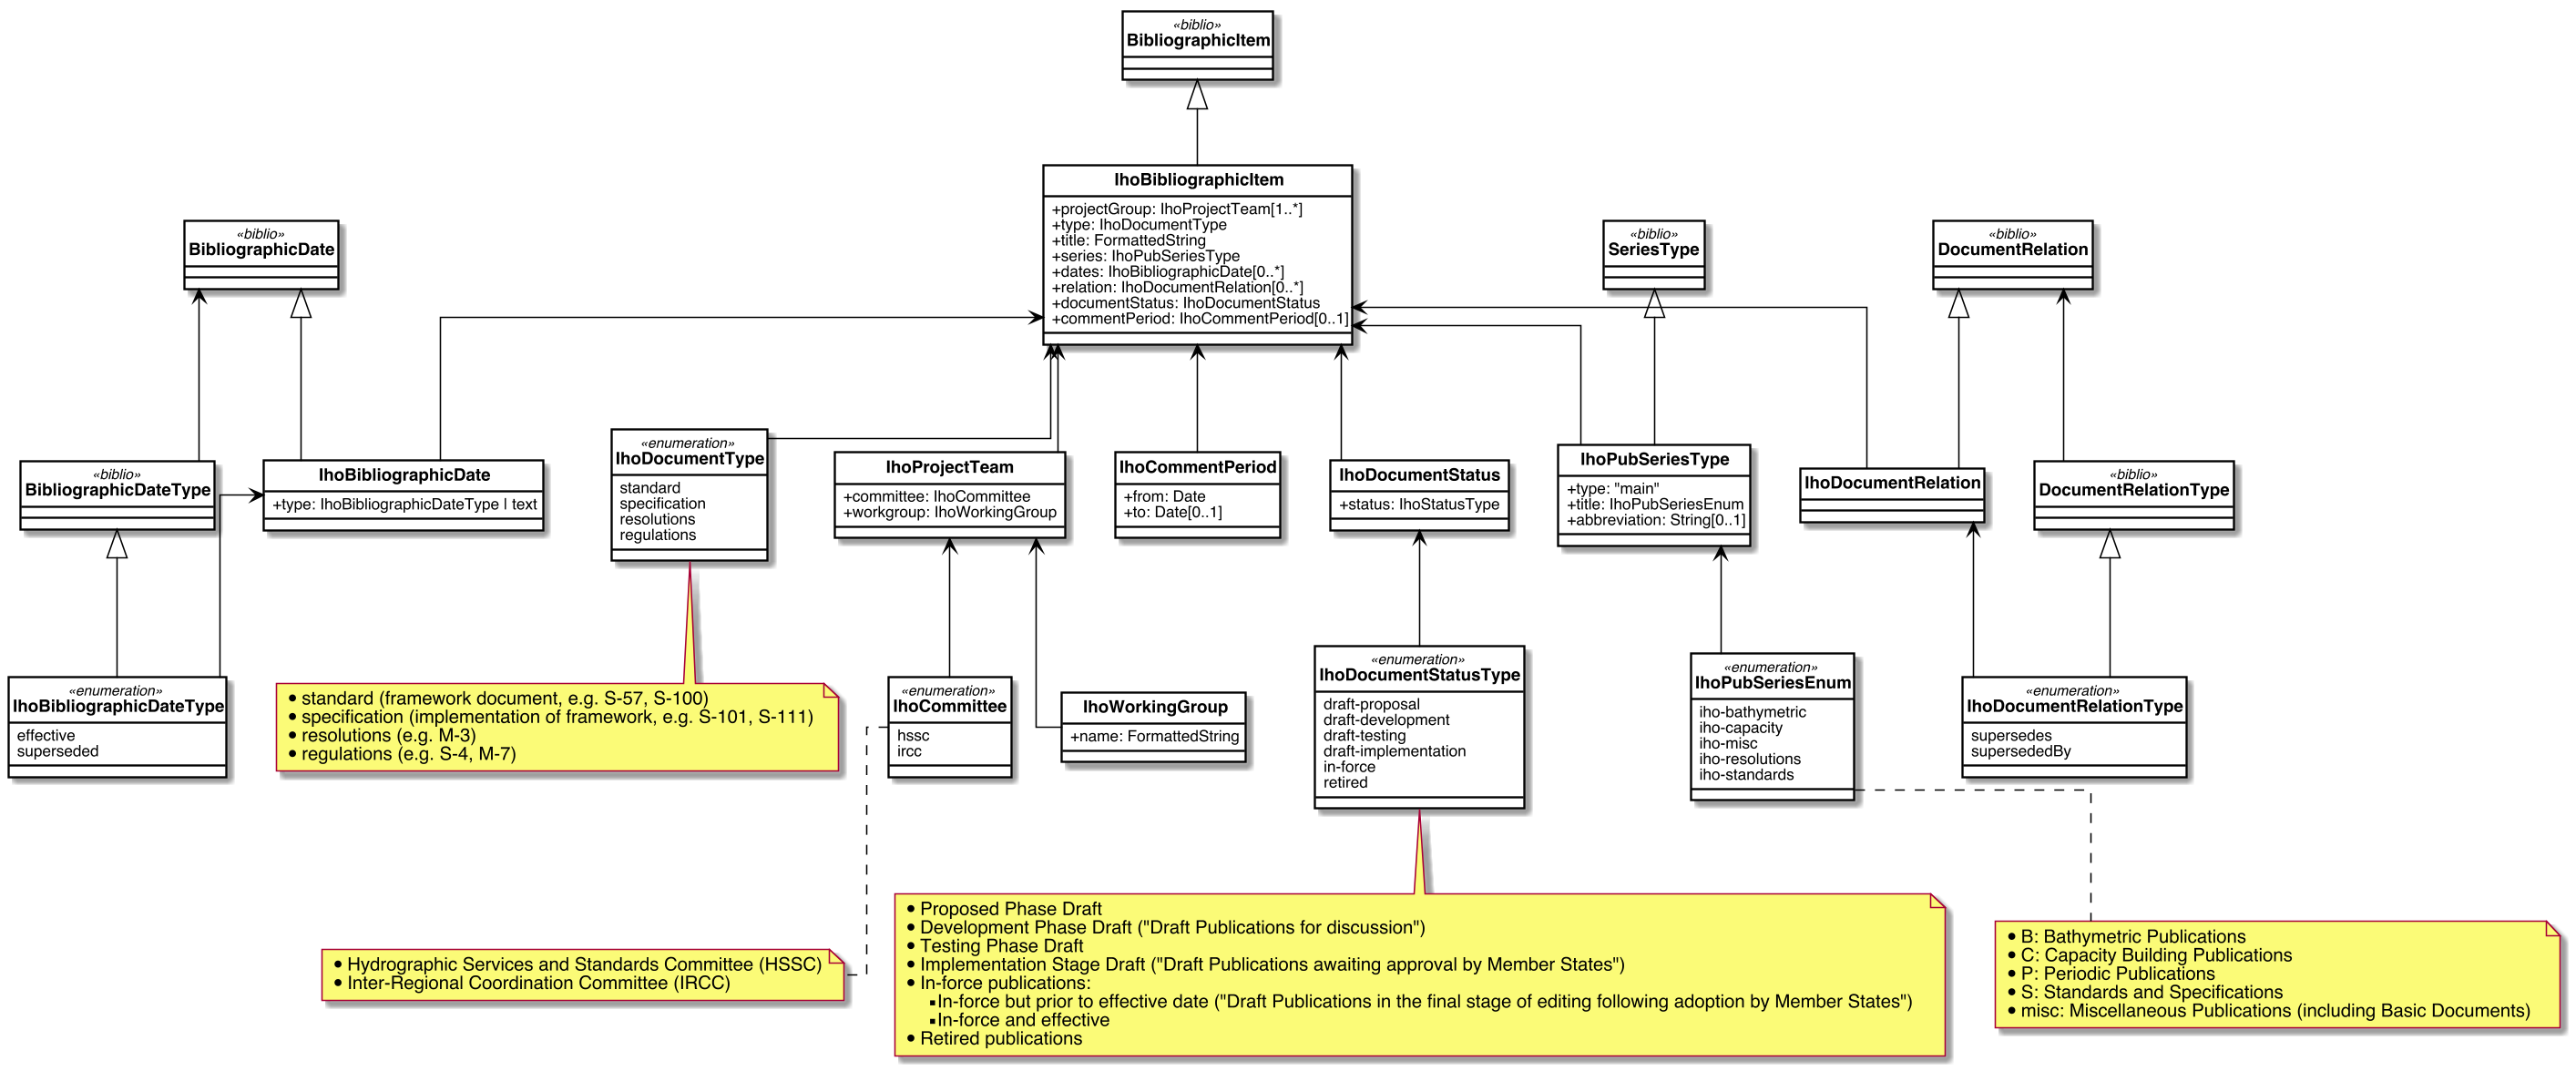 «biblio»
BibliographicItem
IhoBibliographicItem
+projectGroup: IhoProjectTeam[1..*]
+type: IhoDocumentType
+title: FormattedString
+series: IhoPubSeriesType
+dates: IhoBibliographicDate[0..*]
+relation: IhoDocumentRelation[0..*]
+documentStatus: IhoDocumentStatus
+commentPeriod: IhoCommentPeriod[0..1]
«biblio»
BibliographicDate
«biblio»
SeriesType
«biblio»
DocumentRelation
«biblio»
BibliographicDateType
IhoBibliographicDate
+type: IhoBibliographicDateType | text
«enumeration»
IhoDocumentType
standard
specification
resolutions
regulations
IhoProjectTeam
+committee: IhoCommittee
+workgroup: IhoWorkingGroup
IhoCommentPeriod
+from: Date
+to: Date[0..1]
IhoDocumentStatus
+status: IhoStatusType
IhoPubSeriesType
+type: "main"
+title: IhoPubSeriesEnum
+abbreviation: String[0..1]
IhoDocumentRelation
«biblio»
DocumentRelationType
«enumeration»
IhoBibliographicDateType
effective
superseded
• standard (framework document, e.g. S-57, S-100)
• specification (implementation of framework, e.g. S-101, S-111)
• resolutions (e.g. M-3)
• regulations (e.g. S-4, M-7)
«enumeration»
IhoCommittee
hssc
ircc
IhoWorkingGroup
+name: FormattedString
«enumeration»
IhoDocumentStatusType
draft-proposal
draft-development
draft-testing
draft-implementation
in-force
retired
«enumeration»
IhoPubSeriesEnum
iho-bathymetric
iho-capacity
iho-misc
iho-resolutions
iho-standards
«enumeration»
IhoDocumentRelationType
supersedes
supersededBy
• Hydrographic Services and Standards Committee (HSSC)
• Inter-Regional Coordination Committee (IRCC)
• Proposed Phase Draft
• Development Phase Draft ("Draft Publications for discussion")
• Testing Phase Draft
• Implementation Stage Draft ("Draft Publications awaiting approval by Member States")
• In-force publications:
▪In-force but prior to effective date ("Draft Publications in the final stage of editing following adoption by Member States")
▪In-force and effective
• Retired publications
• B: Bathymetric Publications
• C: Capacity Building Publications
• P: Periodic Publications
• S: Standards and Specifications
• misc: Miscellaneous Publications (including Basic Documents)